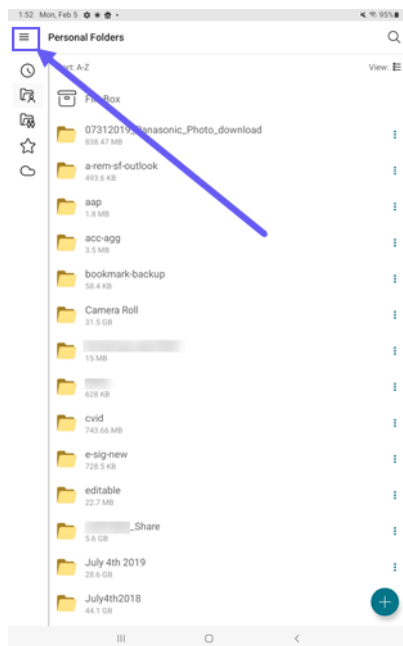 1:52 Mon, Feb 5
95%
Personal Folders
A-Z
View:
Box
07312019_Panasonic_Photo_download
838.47 MB
a-rem-sf-outlook
493.6 KB
aap
1.8 MB
acc-agg
3.5 MB
bookmark-backup
58.4 KB
Camera Roll
31.5 GB
15 MB
628 KB
cvid
743.66 MB
e-sig-new
728.5 KB
editable
22.7 MB
_Share
5.6 GB
July 4th 2019
28.6 GB
July4th2018
44.1 GB